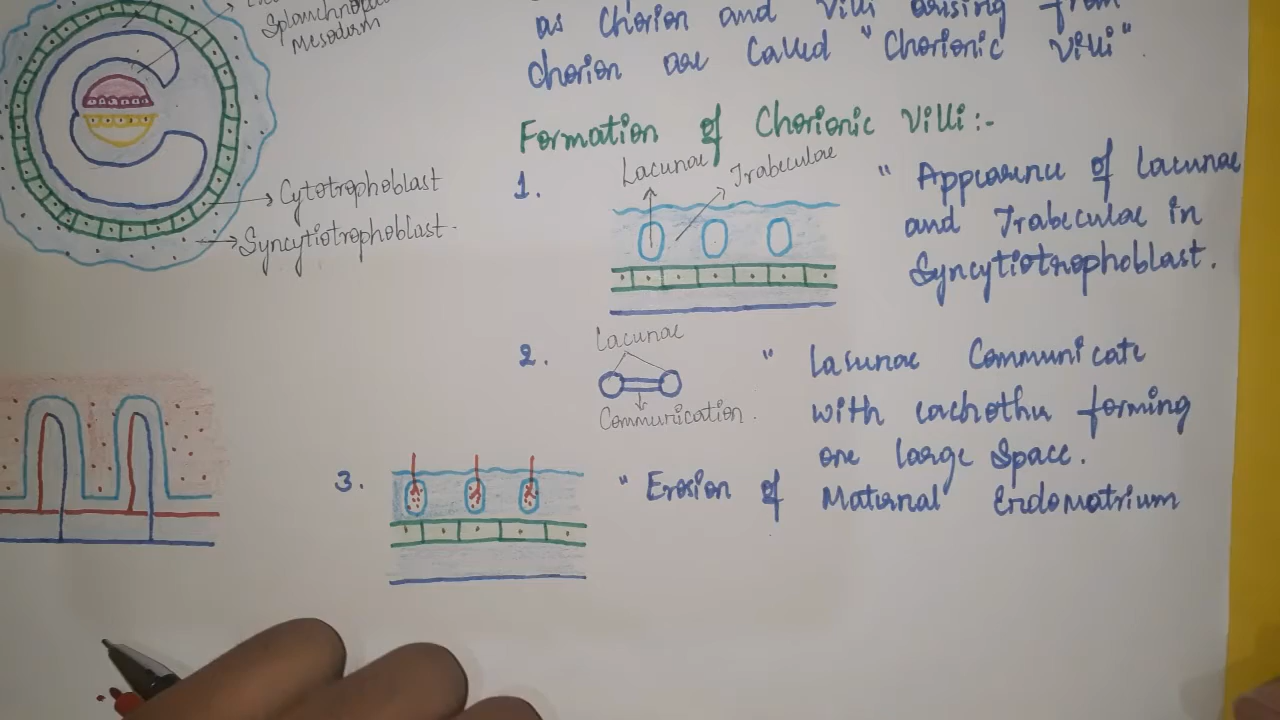 Splanchnic
Mesoderm
as Chorion and Villi arising from
chorion are Called "Chorionic Villi".
Formation of Chorionic Villi:-
1.
Lacunae
Trabeculae
" Appearence of Lacunae
and Trabeculae in
Syncytiotrophoblast.
Cytotrophoblast
Syncytiotrophoblast.
2.
Lacunae
Communication.
" Lacunae Communicate
with eachother forming
one large Space.
3.
" Erosion of Maternal Endometrium